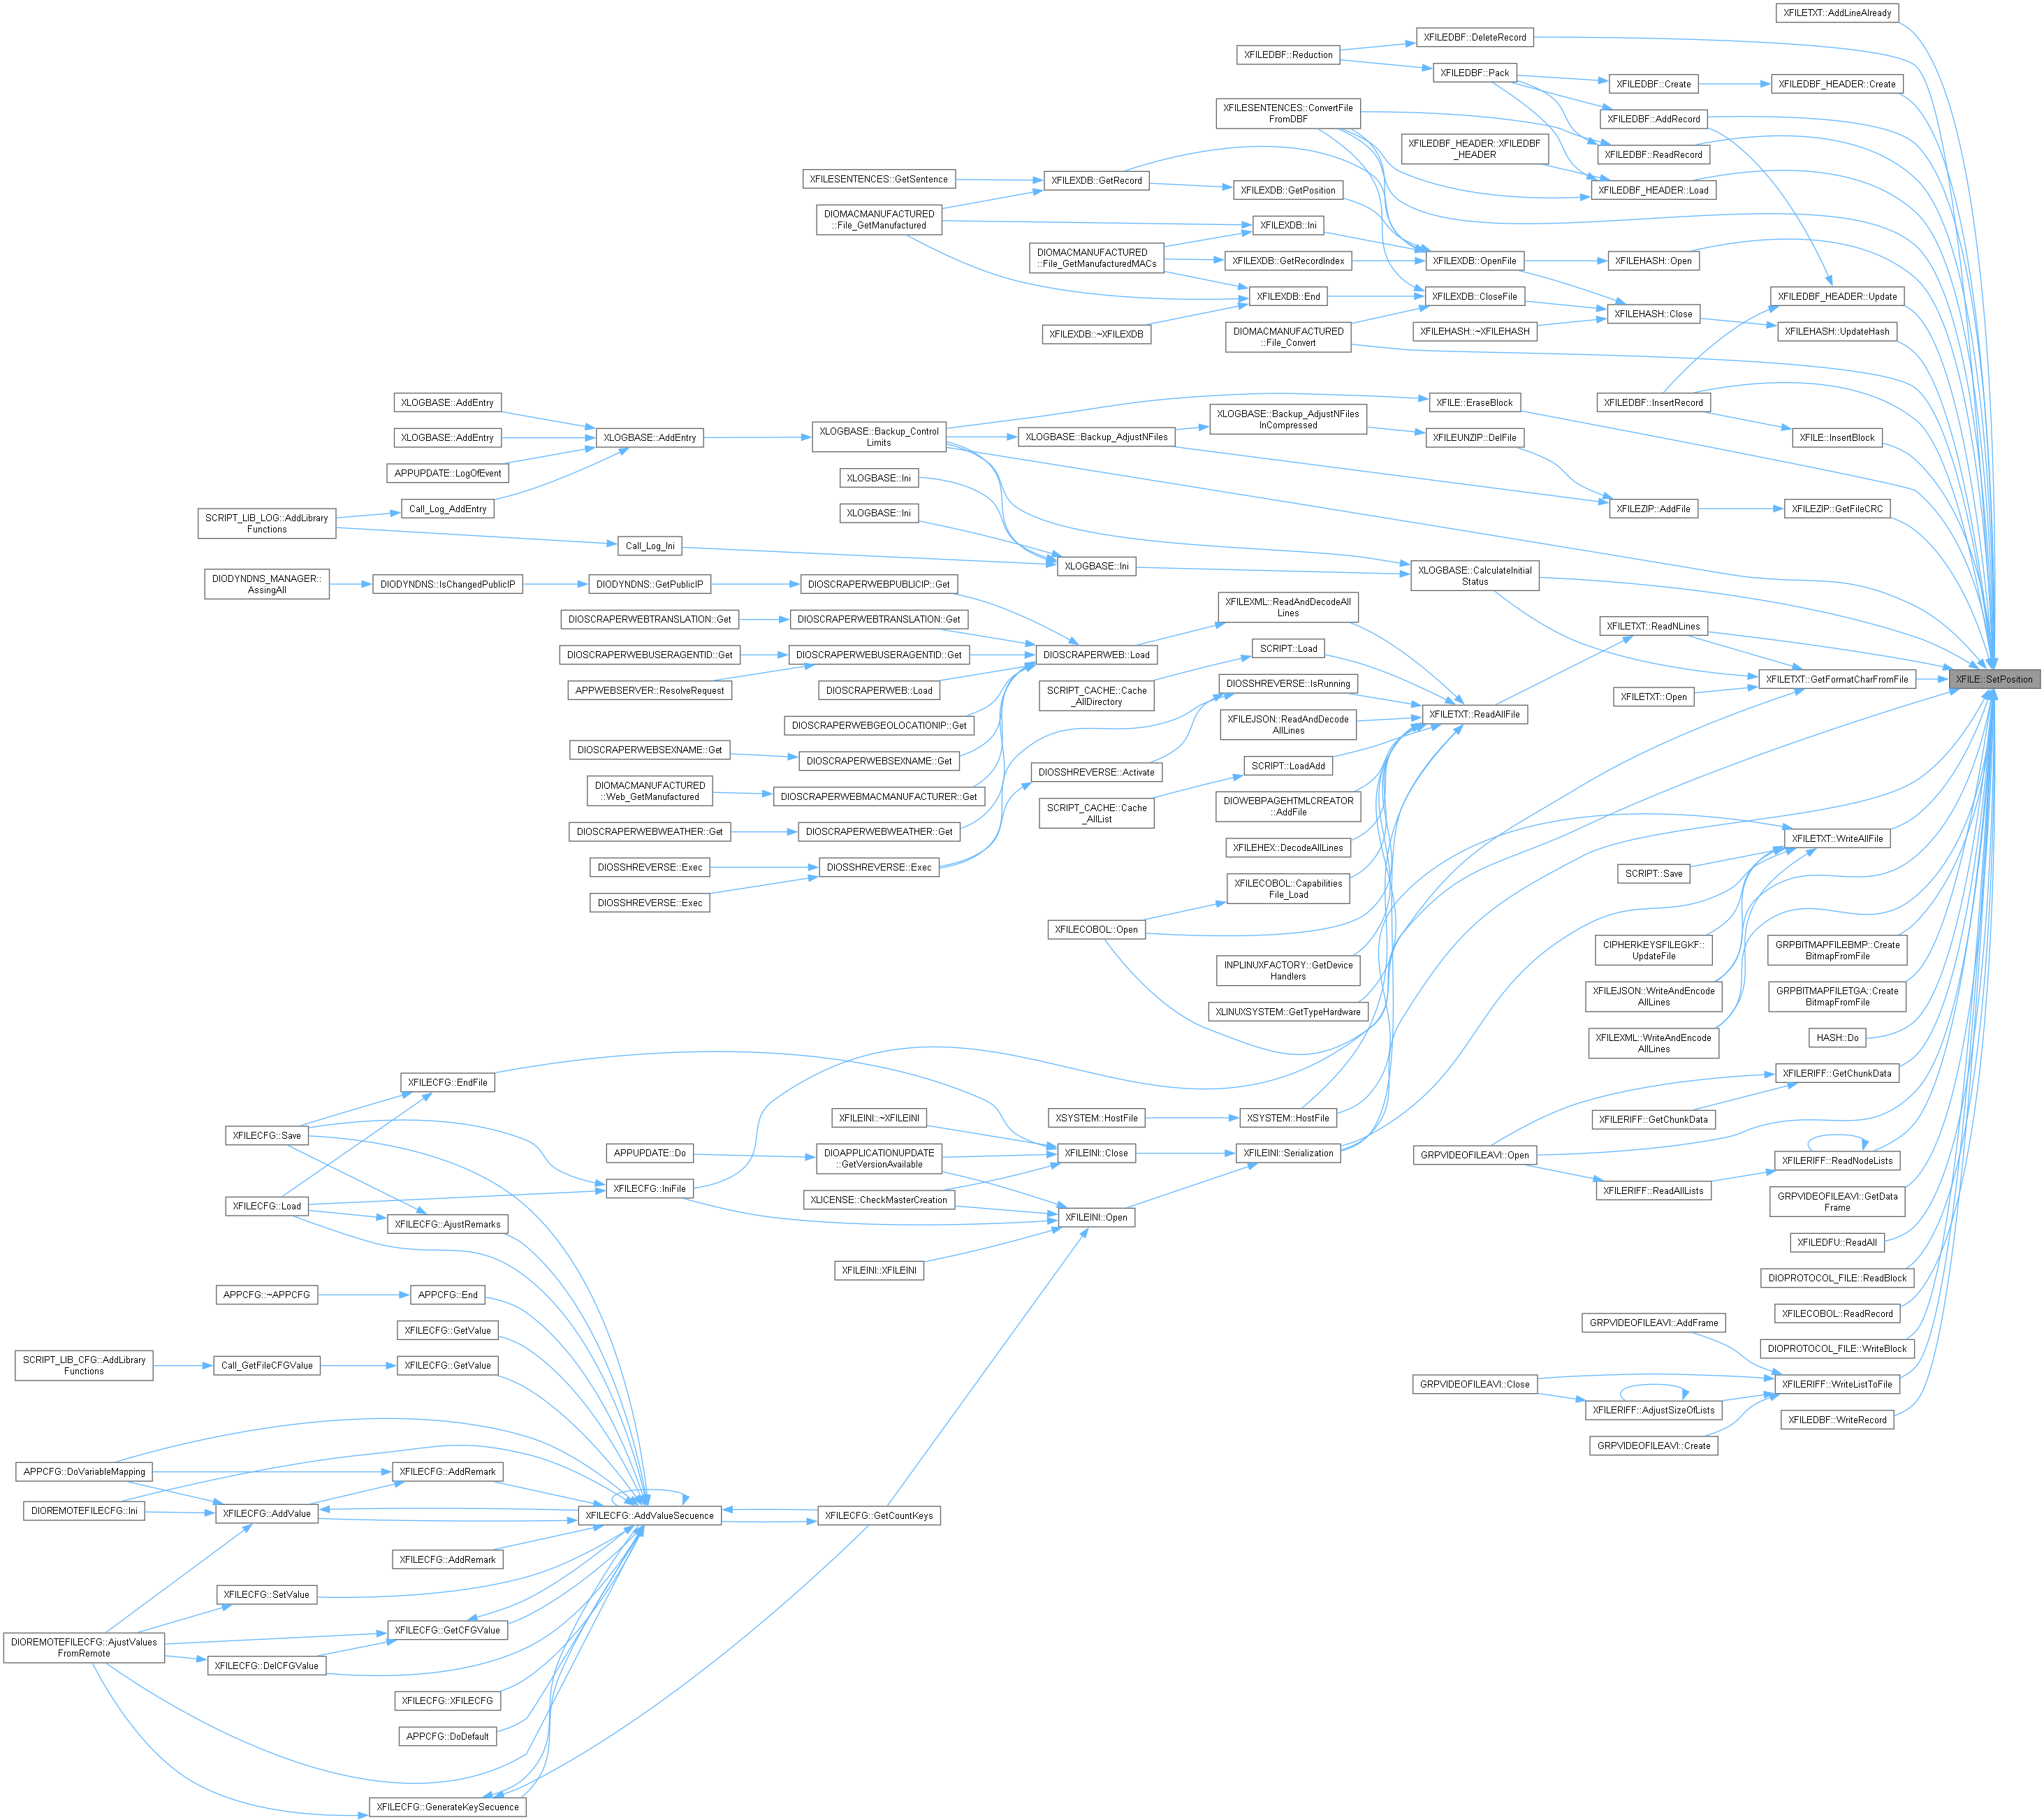 XFILETXT::AddLineAlready
XFILEDBF::DeleteRecord
XFILEDBF::Reduction
XFILEDBF::Pack
XFILEDBF::Create
XFILEDBF_HEADER::Create
XFILESENTENCES::ConvertFile
FromDBF
XFILEDBF::AddRecord
XFILEDBF_HEADER::XFILEDBF
_HEADER
XFILEDBF::ReadRecord
XFILESENTENCES::GetSentence
XFILEXDB::GetRecord
XFILEXDB::GetPosition
XFILEDBF_HEADER::Load
DIOMACMANUFACTURED
::File_GetManufactured
XFILEXDB::Ini
DIOMACMANUFACTURED
::File_GetManufacturedMACs
XFILEXDB::GetRecordIndex
XFILEXDB::OpenFile
XFILEHASH::Open
XFILEXDB::End
XFILEXDB::CloseFile
XFILEDBF_HEADER::Update
XFILEHASH::Close
XFILEXDB::~XFILEXDB
DIOMACMANUFACTURED
::File_Convert
XFILEHASH::~XFILEHASH
XFILEHASH::UpdateHash
XLOGBASE::AddEntry
XFILE::EraseBlock
XFILEDBF::InsertRecord
XLOGBASE::AddEntry
XLOGBASE::AddEntry
XLOGBASE::Backup_Control
Limits
XLOGBASE::Backup_AdjustNFiles
XLOGBASE::Backup_AdjustNFiles
InCompressed
XFILEUNZIP::DelFile
XFILE::InsertBlock
APPUPDATE::LogOfEvent
XLOGBASE::Ini
Call_Log_AddEntry
SCRIPT_LIB_LOG::AddLibrary
Functions
XLOGBASE::Ini
XFILEZIP::AddFile
XFILEZIP::GetFileCRC
Call_Log_Ini
XLOGBASE::Ini
XLOGBASE::CalculateInitial
Status
DIODYNDNS_MANAGER::
AssingAll
DIODYNDNS::IsChangedPublicIP
DIODYNDNS::GetPublicIP
DIOSCRAPERWEBPUBLICIP::Get
DIOSCRAPERWEBTRANSLATION::Get
DIOSCRAPERWEBTRANSLATION::Get
XFILEXML::ReadAndDecodeAll
Lines
XFILETXT::ReadNLines
DIOSCRAPERWEBUSERAGENTID::Get
DIOSCRAPERWEBUSERAGENTID::Get
DIOSCRAPERWEB::Load
SCRIPT::Load
APPWEBSERVER::ResolveRequest
DIOSCRAPERWEB::Load
SCRIPT_CACHE::Cache
_AllDirectory
DIOSSHREVERSE::IsRunning
XFILETXT::Open
XFILETXT::GetFormatCharFromFile
XFILE::SetPosition
DIOSCRAPERWEBGEOLOCATIONIP::Get
XFILEJSON::ReadAndDecode
AllLines
XFILETXT::ReadAllFile
DIOSCRAPERWEBSEXNAME::Get
DIOSCRAPERWEBSEXNAME::Get
DIOSSHREVERSE::Activate
SCRIPT::LoadAdd
DIOMACMANUFACTURED
::Web_GetManufactured
DIOSCRAPERWEBMACMANUFACTURER::Get
SCRIPT_CACHE::Cache
_AllList
DIOWEBPAGEHTMLCREATOR
::AddFile
DIOSCRAPERWEBWEATHER::Get
DIOSCRAPERWEBWEATHER::Get
XFILEHEX::DecodeAllLines
XFILETXT::WriteAllFile
DIOSSHREVERSE::Exec
DIOSSHREVERSE::Exec
SCRIPT::Save
DIOSSHREVERSE::Exec
XFILECOBOL::Capabilities
File_Load
XFILECOBOL::Open
CIPHERKEYSFILEGKF::
UpdateFile
GRPBITMAPFILEBMP::Create
BitmapFromFile
INPLINUXFACTORY::GetDevice
Handlers
XFILEJSON::WriteAndEncode
AllLines
GRPBITMAPFILETGA::Create
BitmapFromFile
XLINUXSYSTEM::GetTypeHardware
XFILEXML::WriteAndEncode
AllLines
HASH::Do
XFILECFG::EndFile
XFILERIFF::GetChunkData
XFILEINI::~XFILEINI
XSYSTEM::HostFile
XSYSTEM::HostFile
XFILERIFF::GetChunkData
XFILECFG::Save
APPUPDATE::Do
DIOAPPLICATIONUPDATE
::GetVersionAvailable
XFILEINI::Close
XFILEINI::Serialization
GRPVIDEOFILEAVI::Open
XFILERIFF::ReadNodeLists
XFILECFG::IniFile
XFILERIFF::ReadAllLists
XFILECFG::Load
XLICENSE::CheckMasterCreation
GRPVIDEOFILEAVI::GetData
Frame
XFILECFG::AjustRemarks
XFILEINI::Open
XFILEDFU::ReadAll
XFILEINI::XFILEINI
DIOPROTOCOL_FILE::ReadBlock
APPCFG::~APPCFG
APPCFG::End
XFILECOBOL::ReadRecord
XFILECFG::GetValue
GRPVIDEOFILEAVI::AddFrame
DIOPROTOCOL_FILE::WriteBlock
SCRIPT_LIB_CFG::AddLibrary
Functions
Call_GetFileCFGValue
XFILECFG::GetValue
GRPVIDEOFILEAVI::Close
XFILERIFF::WriteListToFile
XFILERIFF::AdjustSizeOfLists
XFILEDBF::WriteRecord
GRPVIDEOFILEAVI::Create
APPCFG::DoVariableMapping
XFILECFG::AddRemark
DIOREMOTEFILECFG::Ini
XFILECFG::AddValue
XFILECFG::AddValueSecuence
XFILECFG::GetCountKeys
XFILECFG::AddRemark
XFILECFG::SetValue
XFILECFG::GetCFGValue
DIOREMOTEFILECFG::AjustValues
FromRemote
XFILECFG::DelCFGValue
XFILECFG::XFILECFG
APPCFG::DoDefault
XFILECFG::GenerateKeySecuence